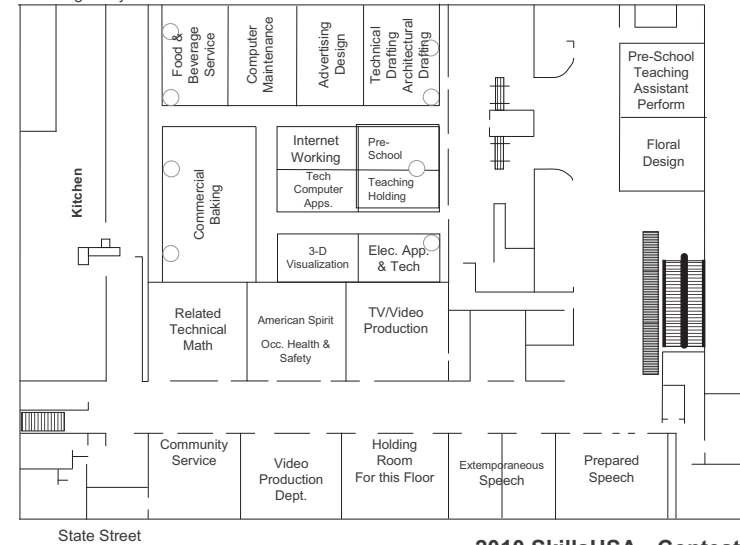 Food &
Beverage
Service
Computer
Maintenance
Advertising
Design
Technical
Drafting
Architectural
Drafting
Pre-School
Teaching
Assistant
Perform
Floral
Design
Kitchen
Commercial
Baking
Internet
Working
Pre-
School
Tech
Computer
Apps.
Teaching
Holding
3-D
Visualization
Elec. App.
& Tech
Related
Technical
Math
American Spirit
Occ. Health &
Safety
TV/Video
Production
Community
Service
Video
Production
Dept.
Holding
Room
For this Floor
Extemporaneous
Speech
Prepared
Speech
State Street